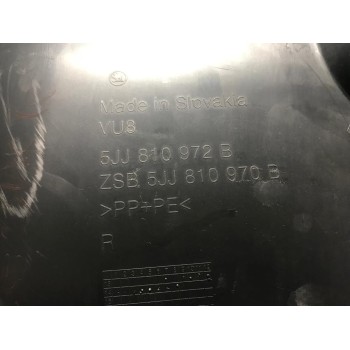 Made in Slovakia
VU8
5JJ 810 972 B
ZSB 5JJ 810 970 B
>PP+PE<
R